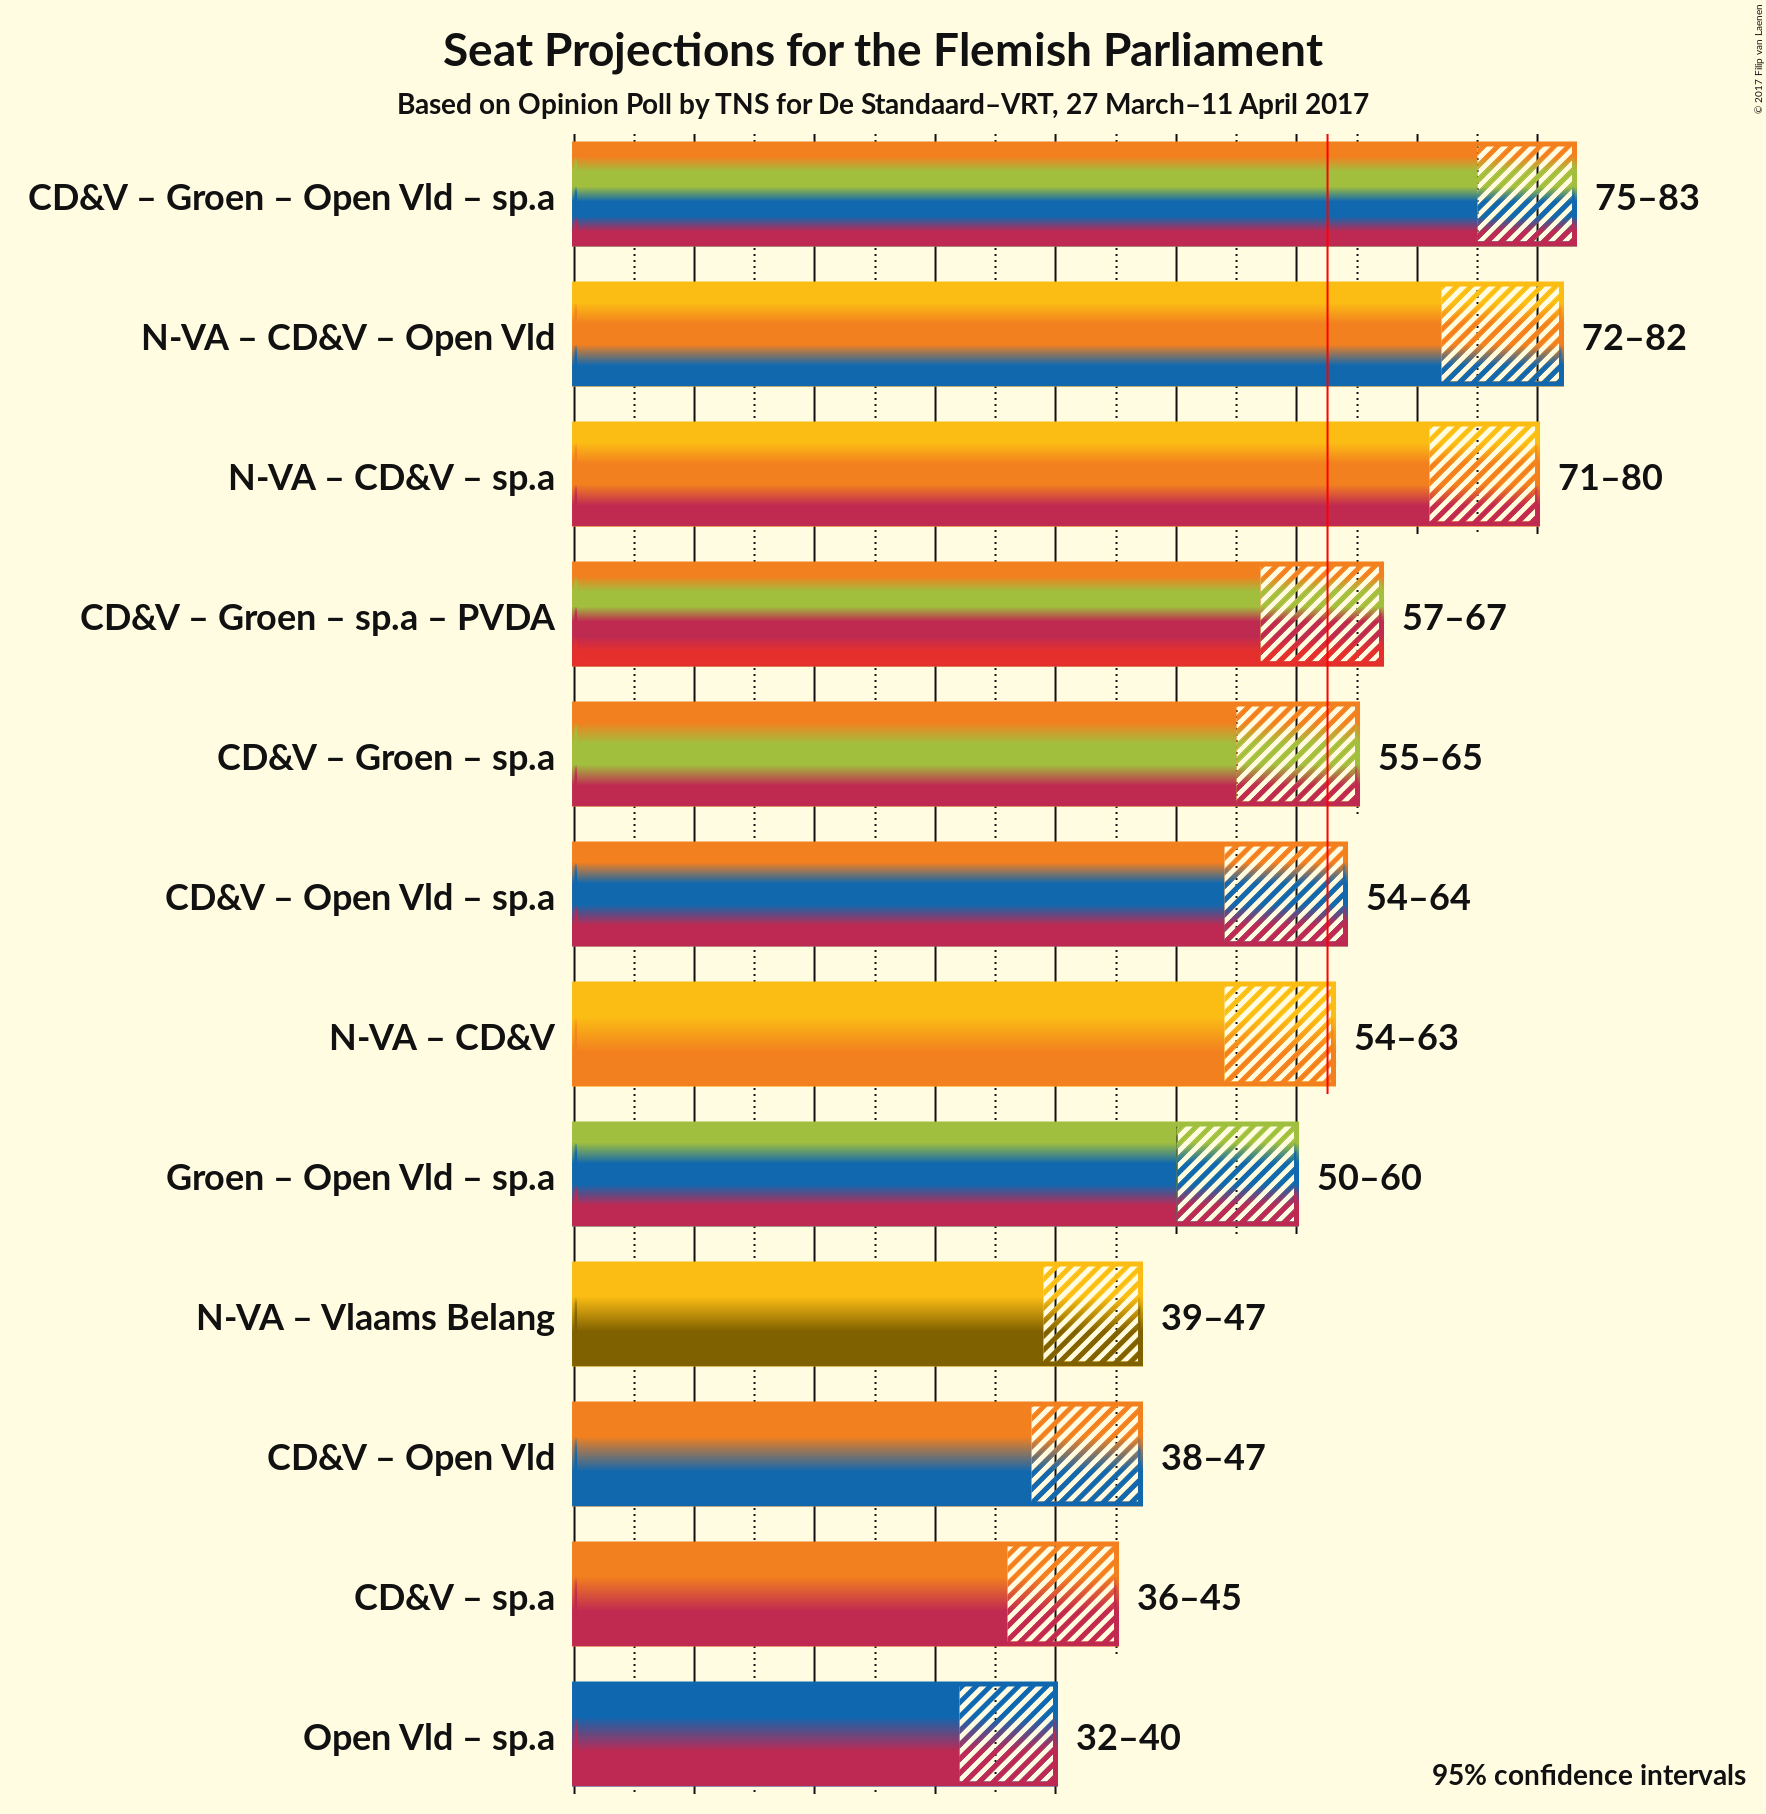 Seat Projections for the Flemish Parliament
Based on Opinion Poll by TNS for De Standaard–VRT, 27 March–11 April 2017
© 2017 Filip van Laenen
CD&V – Groen – Open Vld – sp.a 75–83
N-VA – CD&V – Open Vld 72–82
N-VA – CD&V – sp.a 71–80
CD&V – Groen – sp.a – PVDA 57–67
CD&V – Groen – sp.a 55–65
CD&V – Open Vld – sp.a 54–64
N-VA – CD&V 54–63
Groen – Open Vld – sp.a 50–60
N-VA – Vlaams Belang 39–47
CD&V – Open Vld 38–47
CD&V – sp.a 36–45
Open Vld – sp.a 32–40
95% confidence intervals